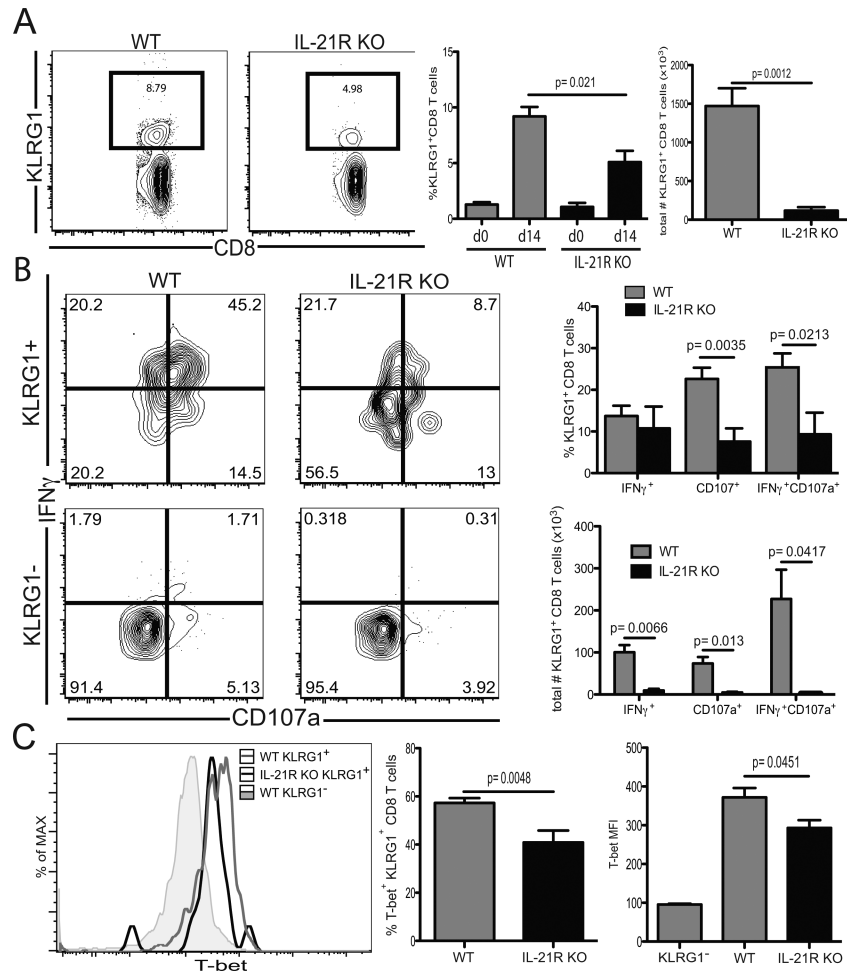 A
WT
IL-21R KO
KLRG1
8.79
4.98
CD8
%KLRG1+CD8 T cells
15
10
5
0
p= 0.021
d0
d14
d0
d14
WT
IL-21R KO
total # KLRG1+ CD8 T cells (x103)
2000
1500
1000
500
0
p= 0.0012
WT
IL-21R KO
B
WT
IL-21R KO
KLRG1+
20.2
45.2
20.2
14.5
21.7
8.7
56.5
13
IFNγ
KLRG1-
1.79
1.71
91.4
5.13
0.318
0.31
95.4
3.92
CD107a
WT
IL-21R KO
% KLRG1+ CD8 T cells
40
30
20
10
0
p= 0.0035
p= 0.0213
IFNγ+
CD107+
IFNγ+CD107a+
total # KLRG1+ CD8 T cells (x103)
400
300
200
100
0
WT
IL-21R KO
p= 0.0066
p= 0.013
p= 0.0417
IFNγ+
CD107a+
IFNγ+CD107a+
C
% of MAX
WT KLRG1+
IL-21R KO KLRG1+
WT KLRG1-
T-bet
% T-bet+ KLRG1+ CD8 T cells
80
60
40
20
0
p= 0.0048
WT
IL-21R KO
T-bet MFI
500
400
300
200
100
0
p= 0.0451
KLRG1-
WT
IL-21R KO